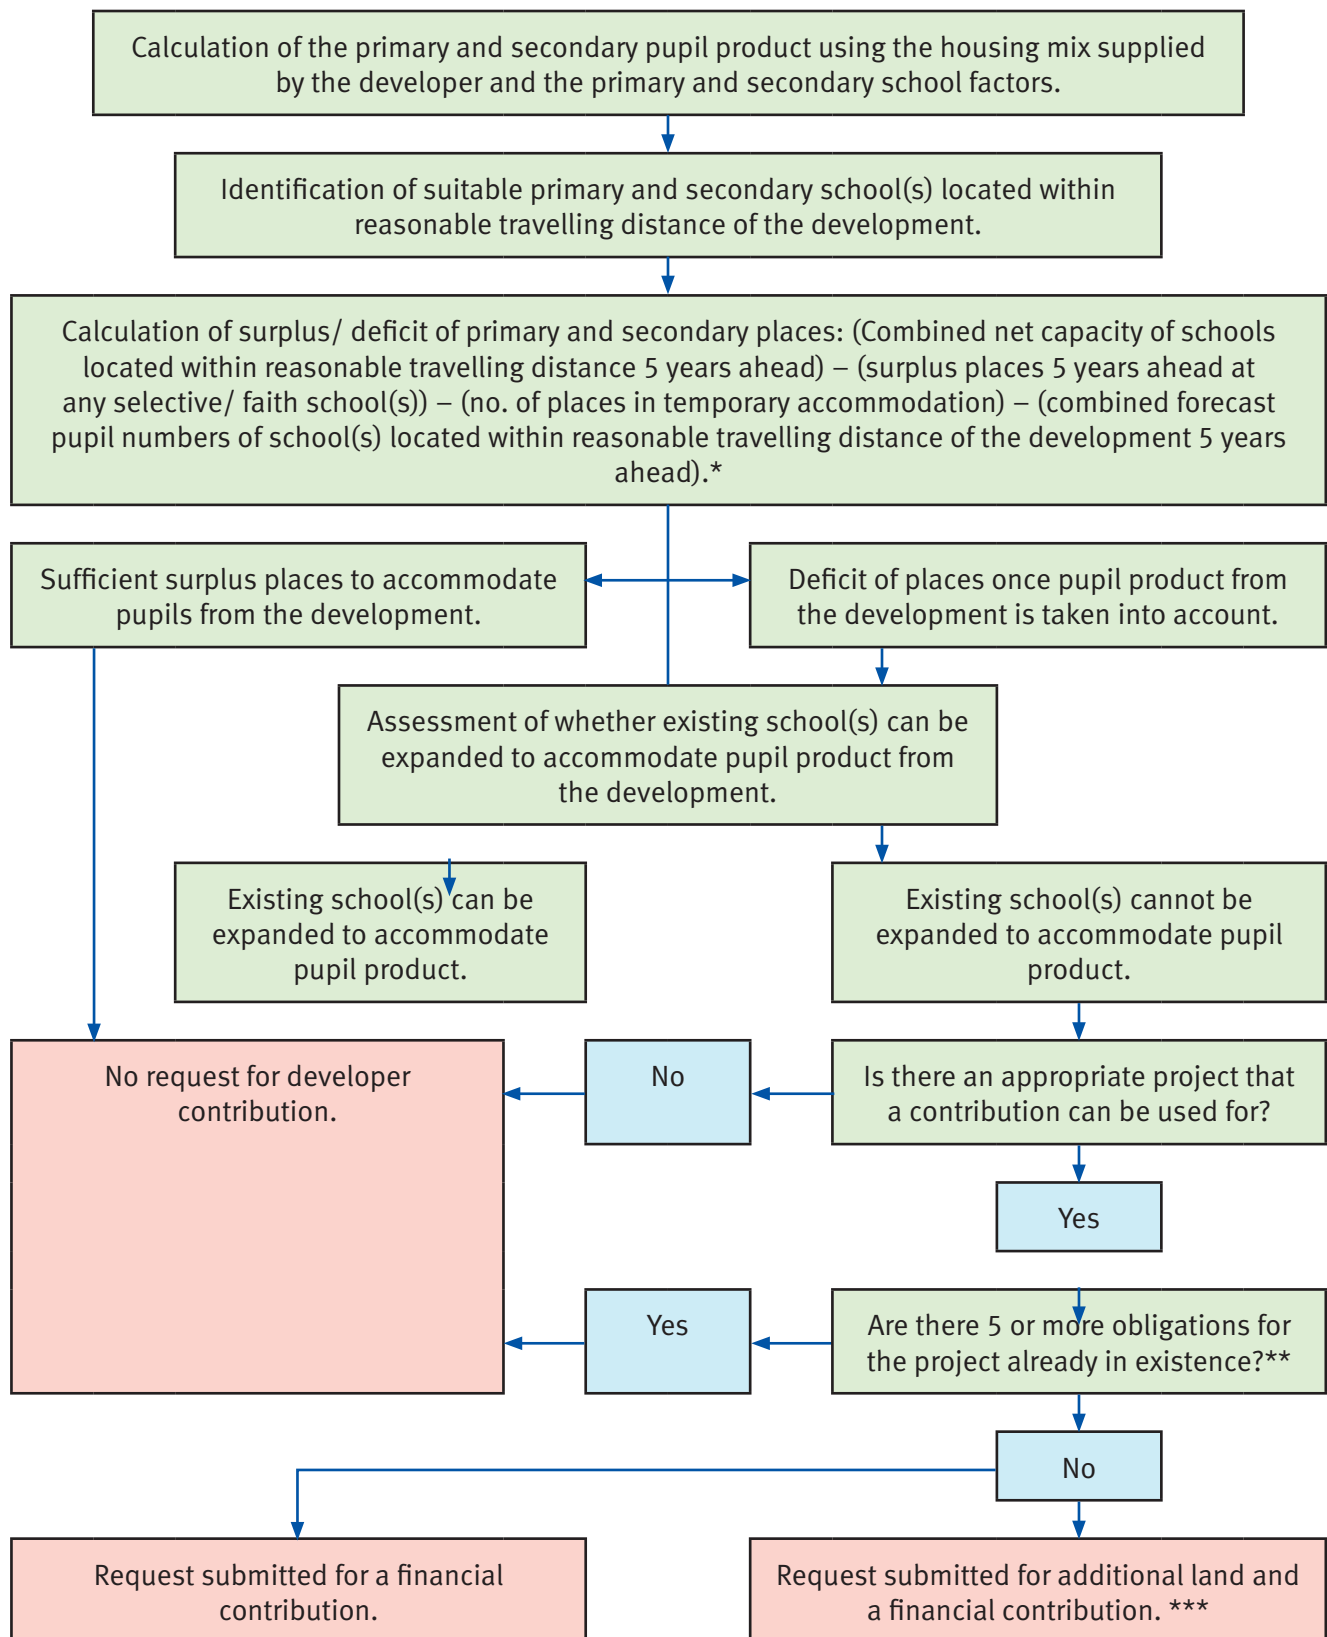 Calculation of the primary and secondary pupil product using the housing mix supplied
by the developer and the primary and secondary school factors.
Identification of suitable primary and secondary school(s) located within
reasonable travelling distance of the development.
Calculation of surplus/ deficit of primary and secondary places: (Combined net capacity of schools
located within reasonable travelling distance 5 years ahead) – (surplus places 5 years ahead at
any selective/ faith school(s)) – (no. of places in temporary accommodation) – (combined forecast
pupil numbers of school(s) located within reasonable travelling distance of the development 5 years
ahead).*
Sufficient surplus places to accommodate
pupils from the development.
Deficit of places once pupil product from
the development is taken into account.
Assessment of whether existing school(s) can be
expanded to accommodate pupil product from
the development.
Existing school(s) can be
expanded to accommodate
pupil product.
Existing school(s) cannot be
expanded to accommodate pupil
product.
No request for developer
contribution.
No
Is there an appropriate project that
a contribution can be used for?
Yes
Yes
Are there 5 or more obligations for
the project already in existence?**
No
Request submitted for a financial
contribution.
Request submitted for additional land and
a financial contribution. ***